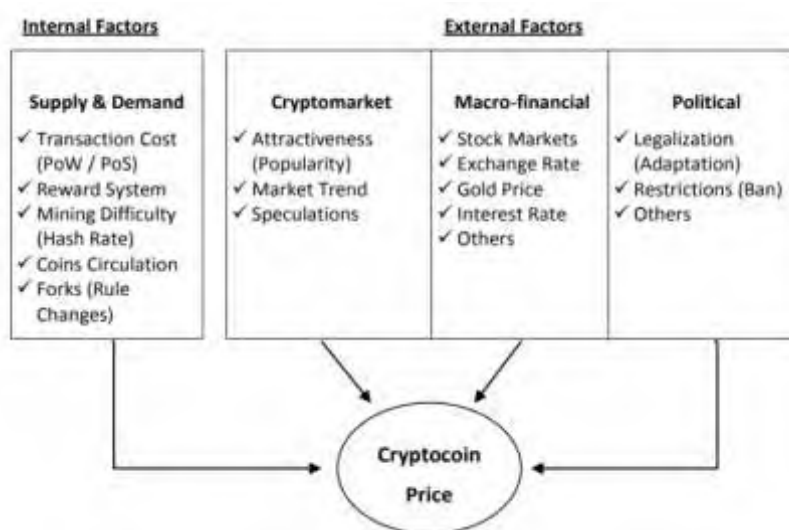 Internal Factors
External Factors
Supply & Demand
✓ Transaction Cost
(PoW / PoS)
✓ Reward System
✓ Mining Difficulty
(Hash Rate)
✓ Coins Circulation
✓ Forks (Rule
Changes)
Cryptomarket
✓ Attractiveness
(Popularity)
✓ Market Trend
✓ Speculations
Macro-financial
✓ Stock Markets
✓ Exchange Rate
✓ Gold Price
✓ Interest Rate
✓ Others
Political
✓ Legalization
(Adaptation)
✓ Restrictions (Ban)
✓ Others
Cryptocoin
Price